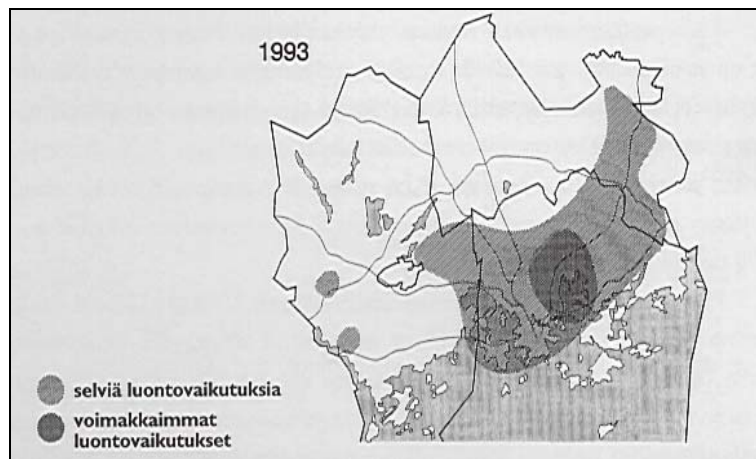 1993
selviä luontovaikutuksia
voimakkaimmat
luontovaikutukset